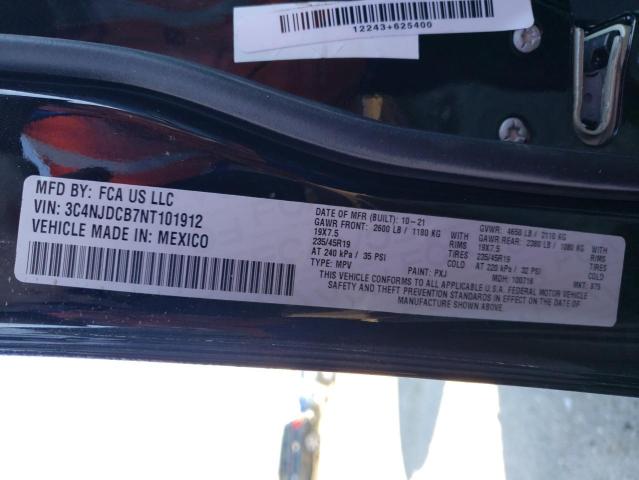 12243+625400
MFD BY: FCA US LLC
VIN: 3C4NJDCB7NT101912
VEHICLE MADE IN: MEXICO
DATE OF MFR (BUILT): 10-21 GVWR: 4650 LB / 2110 KG
GAWR FRONT: 2600 LB / 1180 KG WITH GAWR REAR: 2380 LB / 1080 KG WITH
19X7.5 RIMS 19X7.5 RIMS
235/45R19 TIRES 235/45R19 TIRES
AT 240 kPa / 35 PSI COLD AT 220 kPa / 32 PSI COLD
TYPE: MPV PAINT: PXJ MDH: 100718 MKT: 979
THIS VEHICLE CONFORMS TO ALL APPLICABLE U.S.A. FEDERAL MOTOR VEHICLE
SAFETY AND THEFT PREVENTION STANDARDS IN EFFECT ON THE DATE OF
MANUFACTURE SHOWN ABOVE.